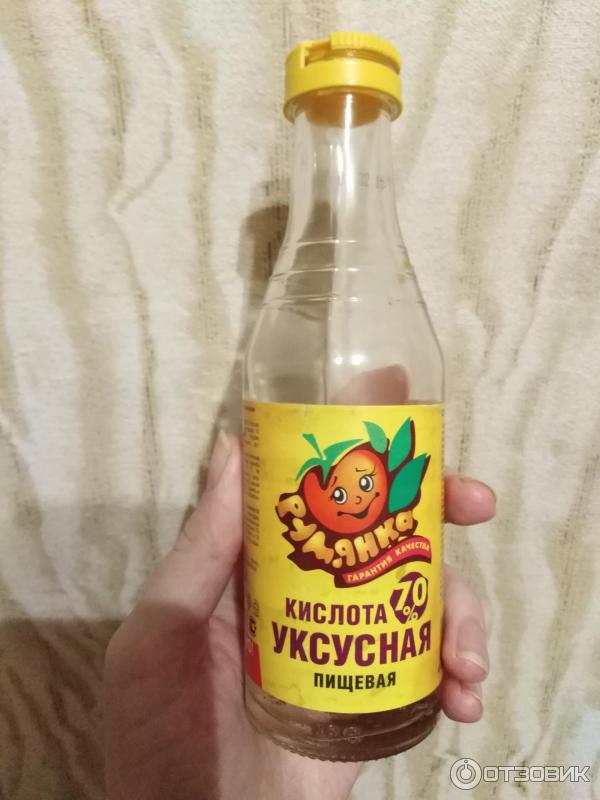 Румянка
ГАРАНТИЯ КАЧЕСТВА
КИСЛОТА 70%
УКСУСНАЯ
ПИЩЕВАЯ
ОТЗОВИК